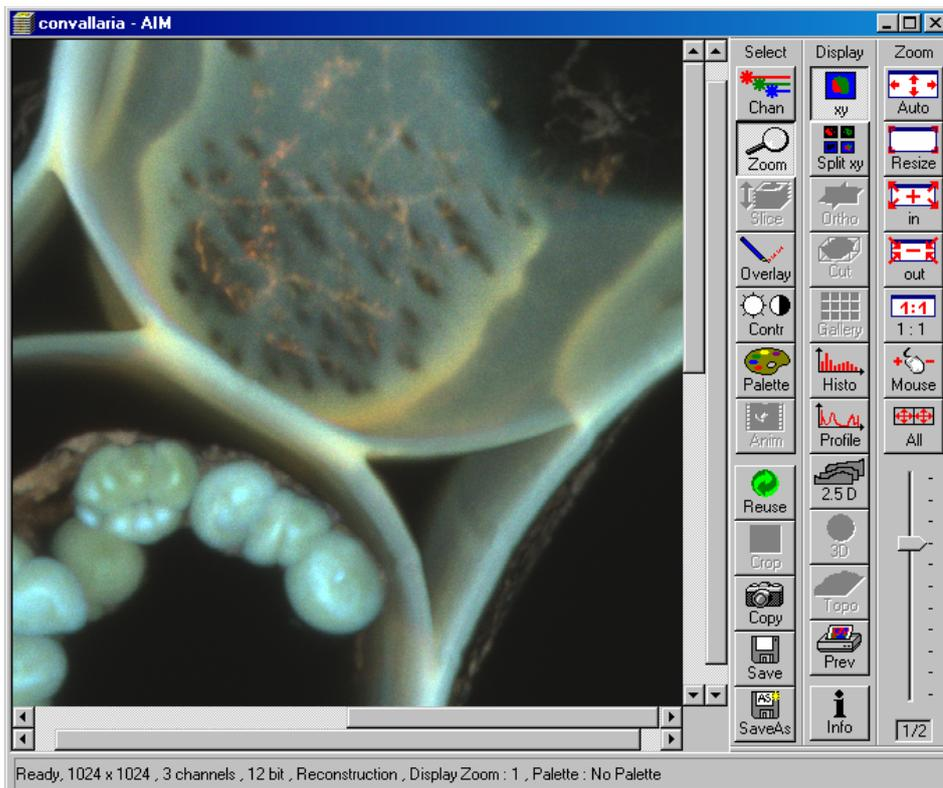 convallaria - AIM
Select
Chan
Zoom
Slice
Overlay
Contr
Palette
Anim
Reuse
Crop
Copy
Save
AS
SaveAs
Display
xy
Split xy
Ortho
Cut
Gallery
Histo
Profile
2.5 D
3D
Topo
Prev
Info
Zoom
Auto
Resize
in
out
1:1
1 : 1
Mouse
All
1/2
Ready, 1024 x 1024 , 3 channels , 12 bit , Reconstruction , Display Zoom : 1 , Palette : No Palette